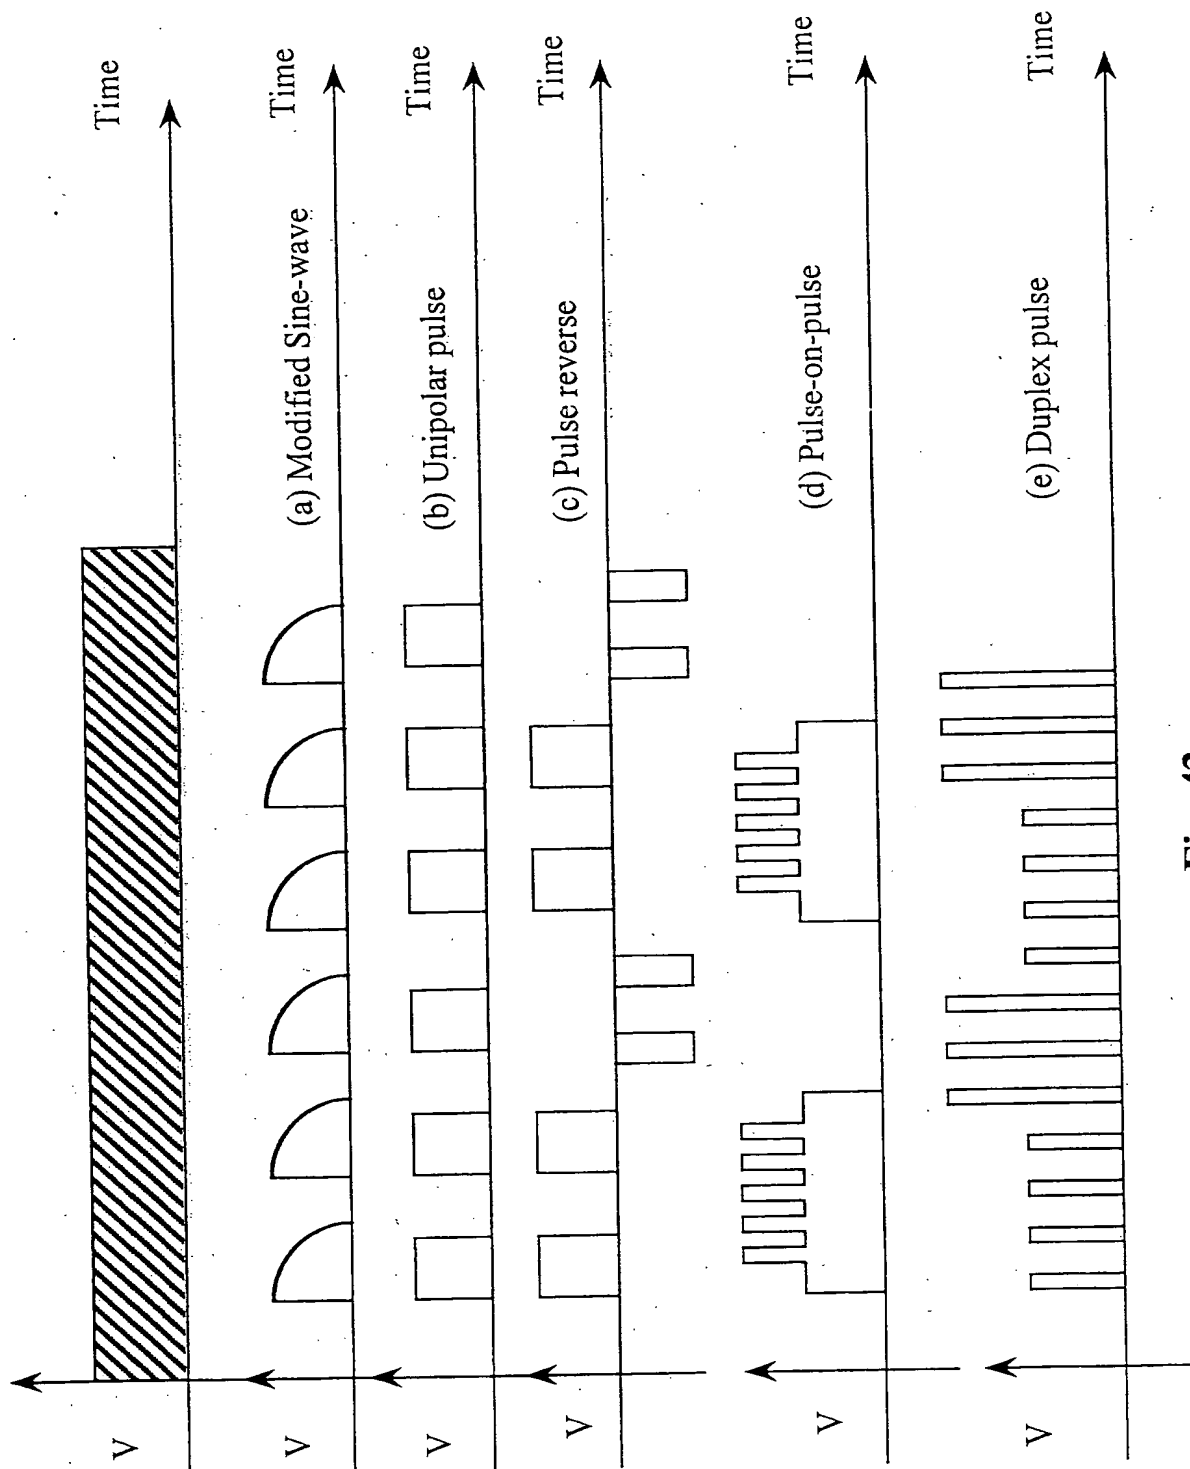 V
Time
V
(a) Modified Sine-wave
Time
V
(b) Unipolar pulse
Time
V
(c) Pulse reverse
Time
V
(d) Pulse-on-pulse
Time
V
(e) Duplex pulse
Time